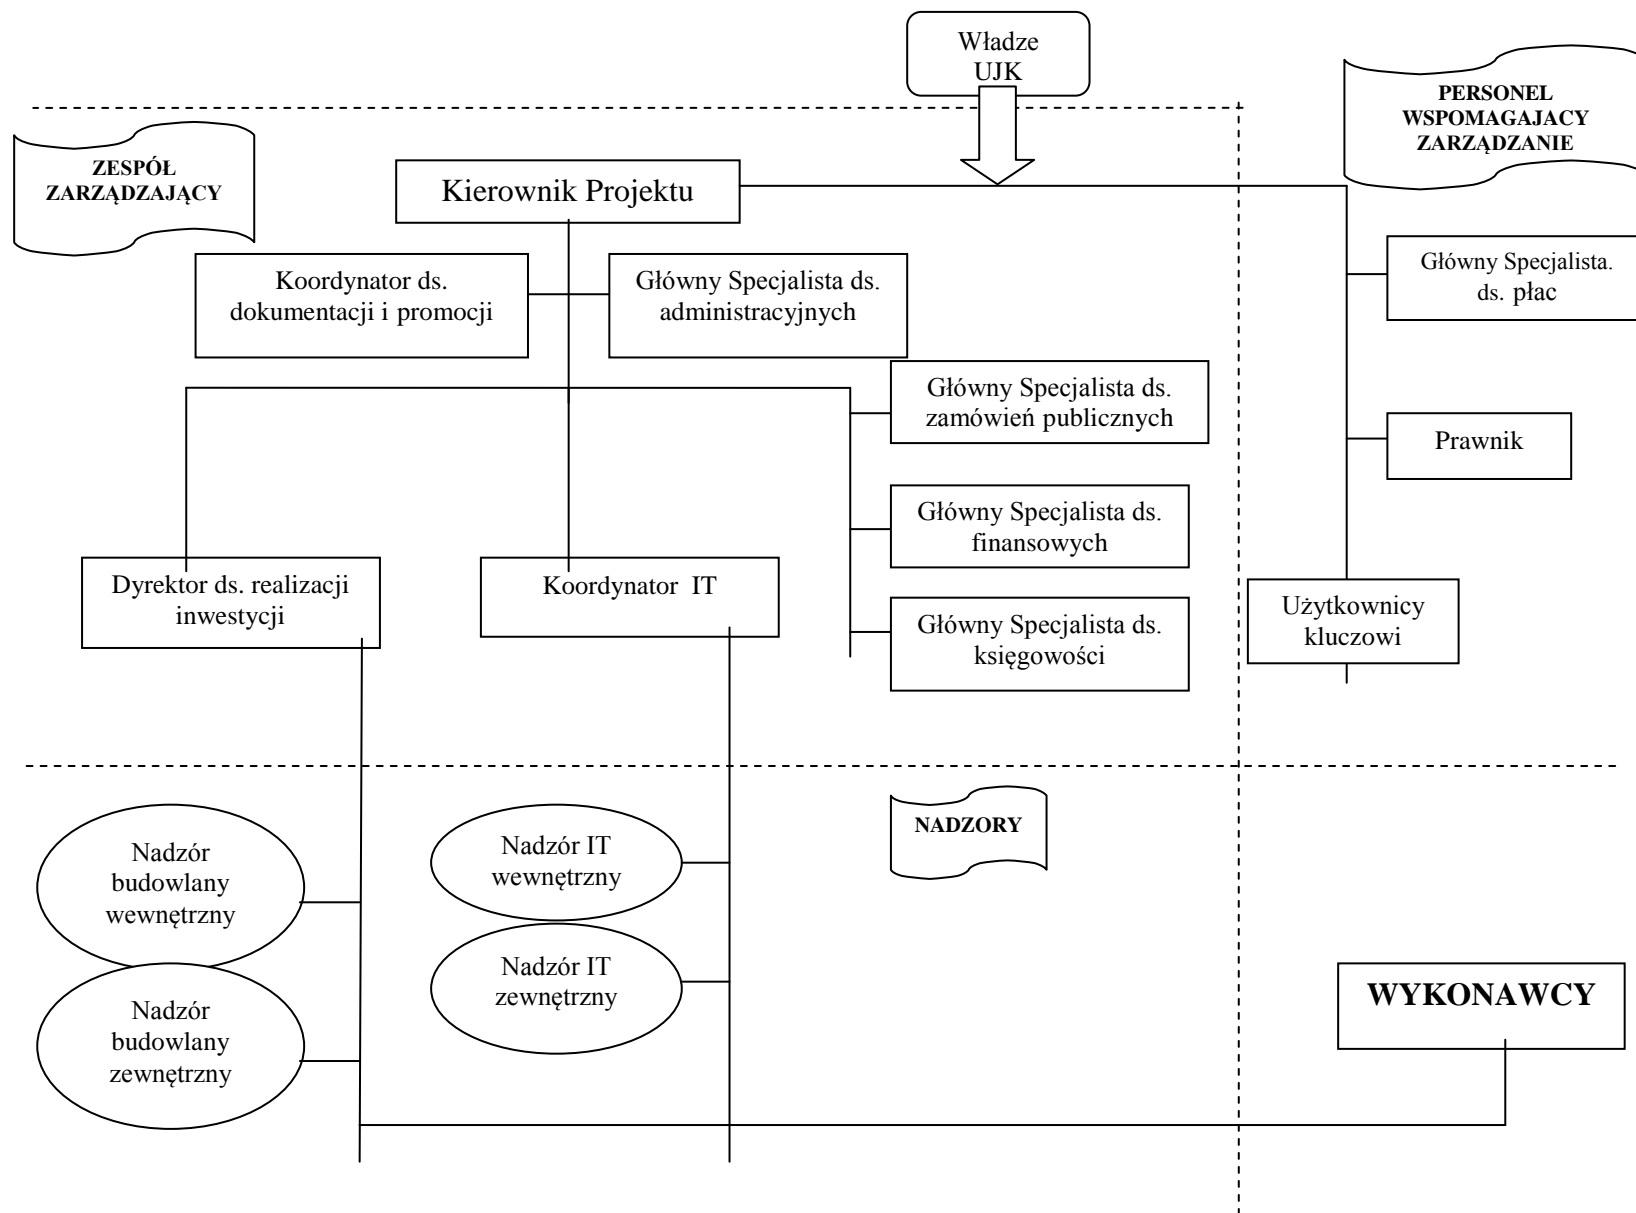 Władze
UJK
PERSONEL
WSPOMAGAJACY
ZARZĄDZANIE
ZESPÓŁ
ZARZĄDZAJĄCY
Kierownik Projektu
Koordynator ds.
dokumentacji i promocji
Główny Specjalista ds.
administracyjnych
Główny Specjalista.
ds. płac
Główny Specjalista ds.
zamówień publicznych
Prawnik
Główny Specjalista ds.
finansowych
Dyrektor ds. realizacji
inwestycji
Koordynator IT
Główny Specjalista ds.
księgowości
Użytkownicy
kluczowi
NADZORY
Nadzór
budowlany
wewnętrzny
Nadzór IT
wewnętrzny
Nadzór
budowlany
zewnętrzny
Nadzór IT
zewnętrzny
WYKONAWCY